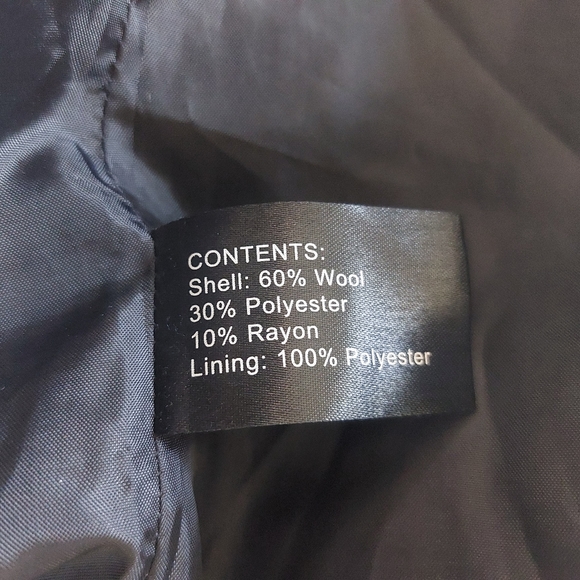 CONTENTS:
Shell: 60% Wool
30% Polyester
10% Rayon
Lining: 100% Polyester